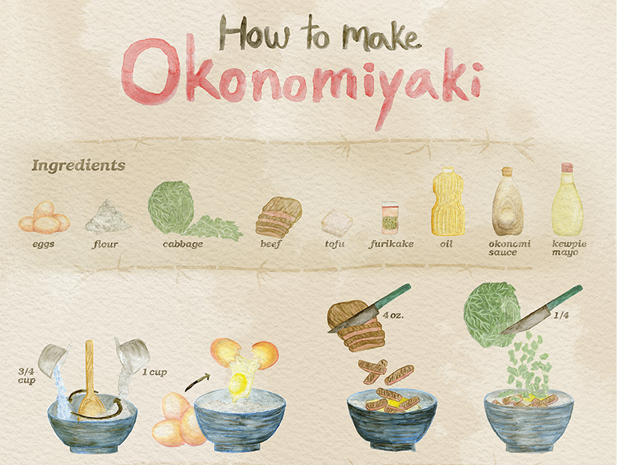 How to make
Okonomiyaki
Ingredients
eggs
flour
cabbage
beef
tofu
furikake
oil
okonomi
sauce
kewpie
mayo
3/4
cup
1 cup
4 oz.
1/4